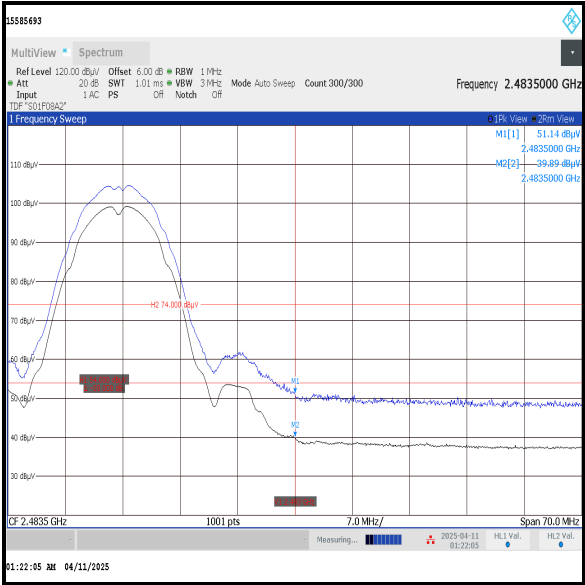 15585693
MultiView Spectrum
Ref Level 120.00 dBµV Offset 6.00 dB RBW 1 MHz
Att 20 dB SWT 1.01 ms VBW 3 MHz Mode Auto Sweep Count 300/300 Frequency 2.4835000 GHz
Input 1 AC PS Off Notch Off
TDF "S01F08A2"
1 Frequency Sweep 1Pk View 2Rm View
M1[1] 51.14 dBµV
2.4835000 GHz
M2[2] 39.89 dBµV
2.4835000 GHz
110 dBµV
100 dBµV
90 dBµV
80 dBµV
H2 74.000 dBµV
70 dBµV
60 dBµV
50 dBµV
M1
40 dBµV
M2
30 dBµV
CF 2.4835 GHz 1001 pts 7.0 MHz/ Span 70.0 MHz
Measuring... 2025-04-11 HL1 Val. HL2 Val.
01:22:05
01:22:05 AM 04/11/2025